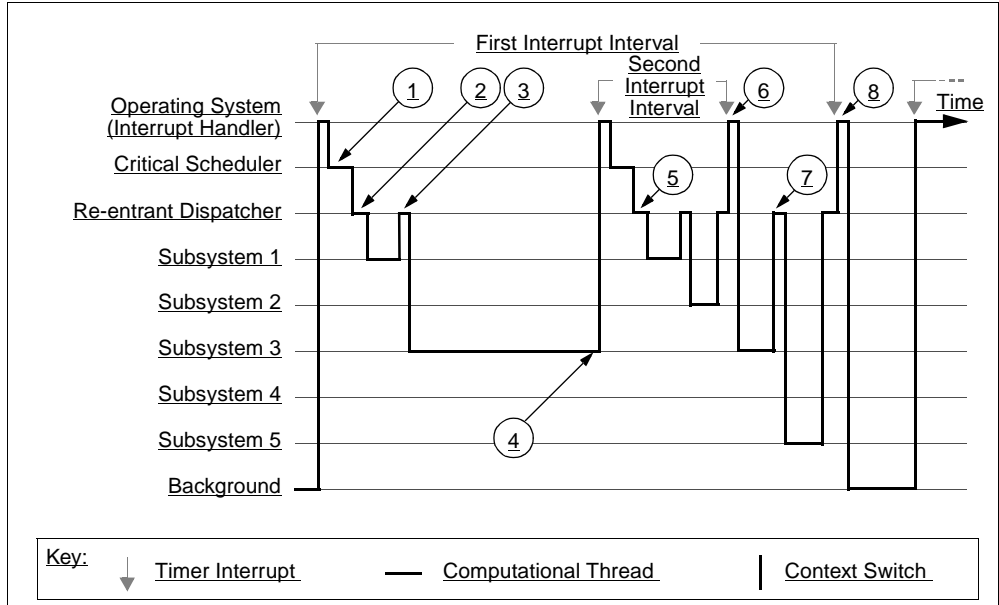 First Interrupt Interval
Second
Interrupt
Interval
1
2
3
6
8
Time
Operating System
(Interrupt Handler)
Critical Scheduler
5
7
Re-entrant Dispatcher
Subsystem 1
Subsystem 2
Subsystem 3
Subsystem 4
4
Subsystem 5
Background
Key:
Timer Interrupt
Computational Thread
Context Switch